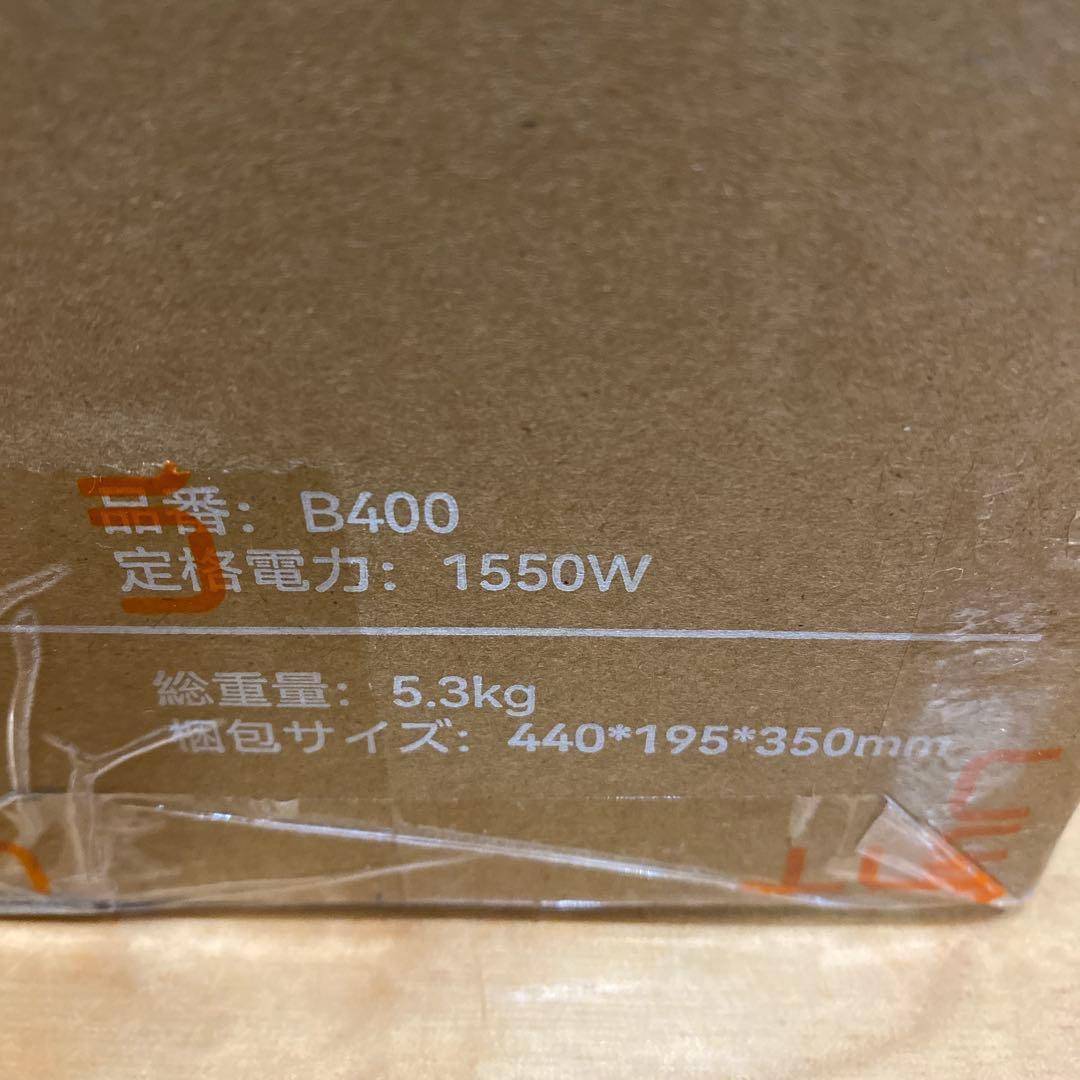 品番: B400
定格電力: 1550W
総重量: 5.3kg
梱包サイズ: 440*195*350mm